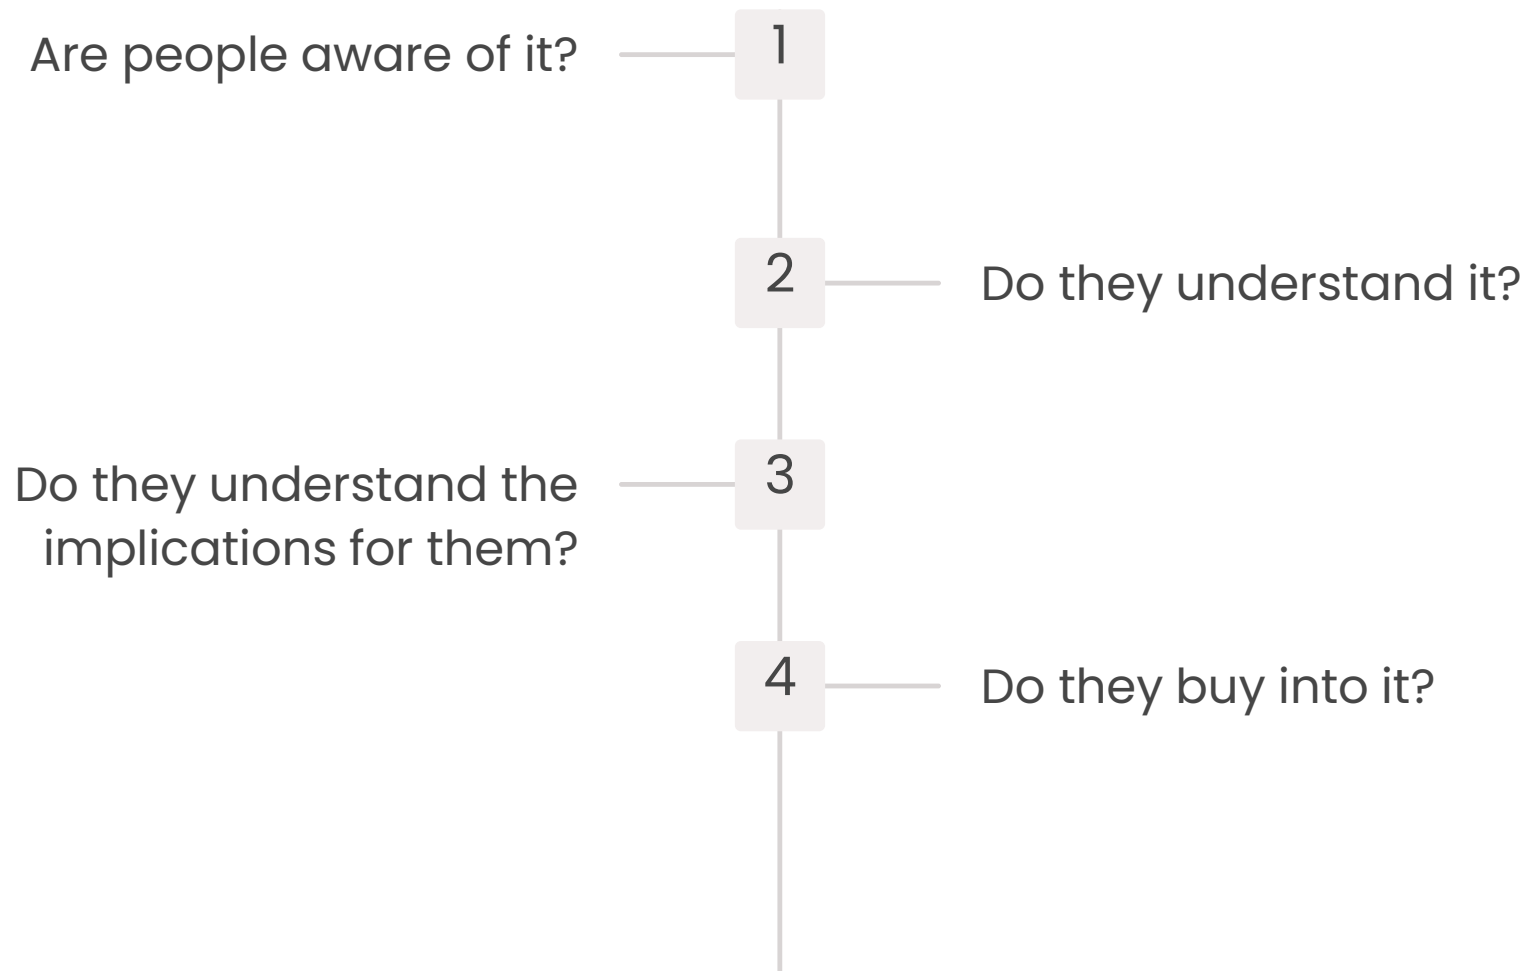 Are people aware of it?
1
2
Do they understand it?
Do they understand the
implications for them?
3
4
Do they buy into it?